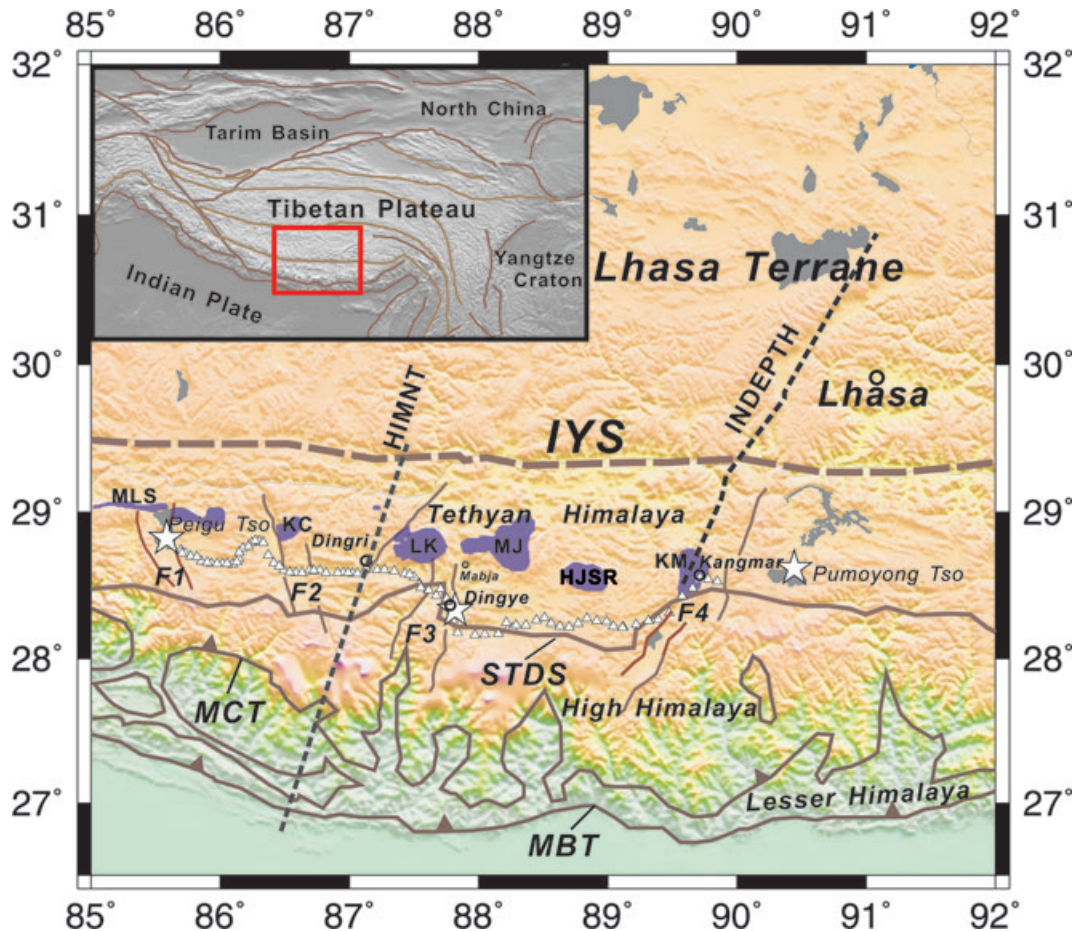 85° 86° 87° 88° 89° 90° 91° 92°
32° 32°
North China
Tarim Basin
31° 31°
Tibetan Plateau
Yangtze
Craton
Indian Plate
Lhasa Terrane
30° 30°
HIMNT
INDEPTH
Lhasa
IYS
29° 29°
MLS
Peigu Tso
KC
Tethyan Himalaya
Dingri
LK
MJ
KM
Kangmar
Mabja
HJSR
Pumoyong Tso
F1
F2
Dingye
F3
F4
28° 28°
STDS
MCT
High Himalaya
27° 27°
Lesser Himalaya
MBT
85° 86° 87° 88° 89° 90° 91° 92°